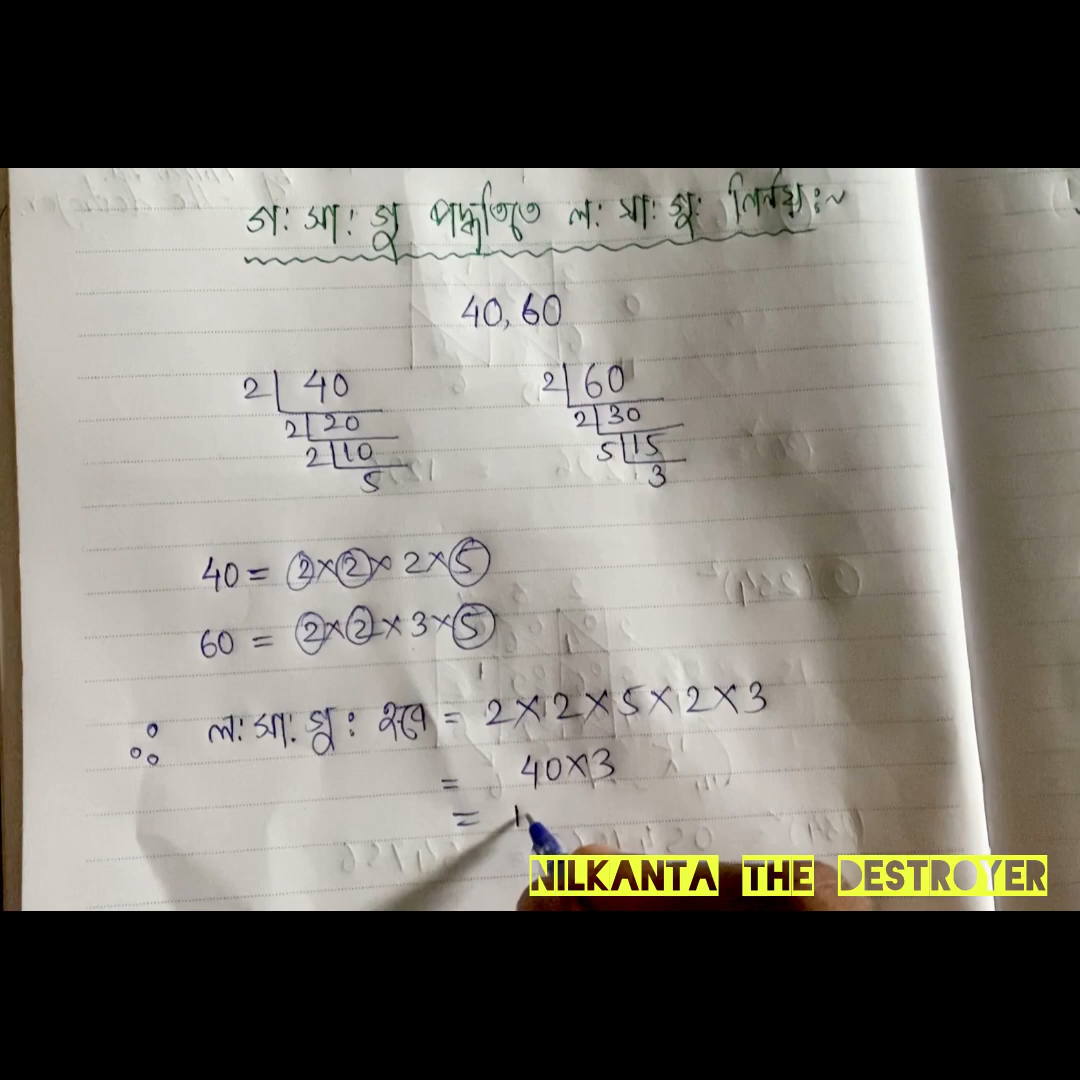 গ: সা: গু পদ্ধতিতে ল: সা: গু: নির্ণয়:~
40, 60
2 | 40
2 | 20
2 | 10
5
2 | 60
2 | 30
5 | 15
3
40 = 2×2×2×5
60 = 2×2×3×5
∴ ল: সা: গু: হবে = 2×2×5×2×3
= 40×3
= 1
NILKANTA THE DESTROYER